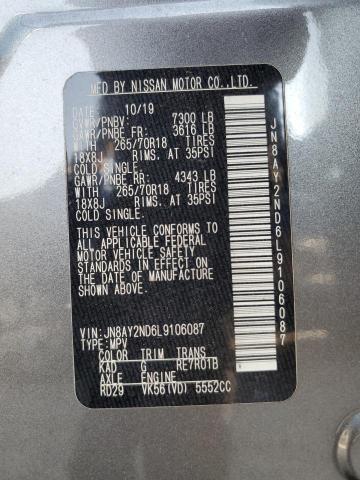 MFD BY NISSAN MOTOR CO.,LTD.
DATE: 10/19
GVWR/PNBV: 7300 LB
GAWR/PNBE FR: 3616 LB
WITH 265/70R18 TIRES
18X8J RIMS, AT 35PSI
COLD SINGLE.
GAWR/PNBE RR: 4343 LB
WITH 265/70R18 TIRES
18X8J RIMS, AT 35PSI
COLD SINGLE.
THIS VEHICLE CONFORMS TO
ALL APPLICABLE FEDERAL
MOTOR VEHICLE SAFETY
STANDARDS IN EFFECT
ON THE DATE OF
MANUFACTURE SHOWN
ABOVE.
VIN:JN8AY2ND6L9106087
TYPE:MPV
COLOR TRIM TRANS
KAD G RE7R01B
AXLE ENGINE
RD29 VK56(VD) 5552CC
JN8AY2ND6L9106087